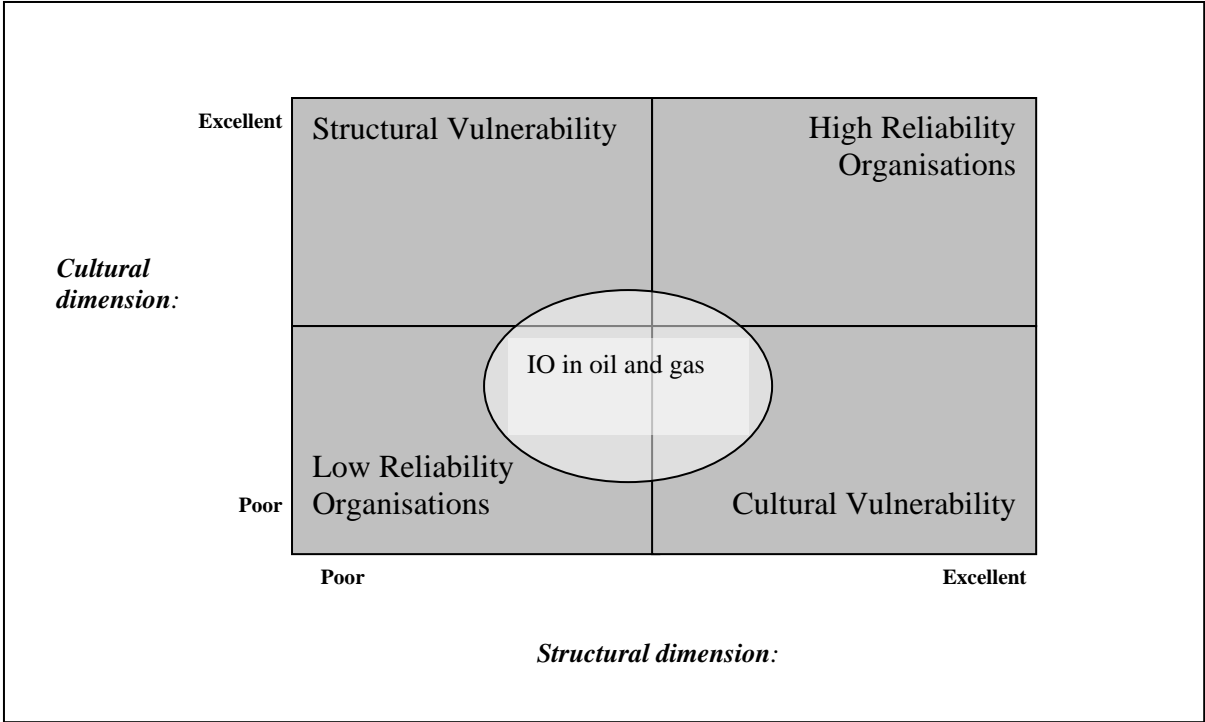 Excellent
Structural Vulnerability
High Reliability
Organisations
Cultural
dimension:
IO in oil and gas
Low Reliability
Organisations
Poor
Cultural Vulnerability
Poor
Excellent
Structural dimension: